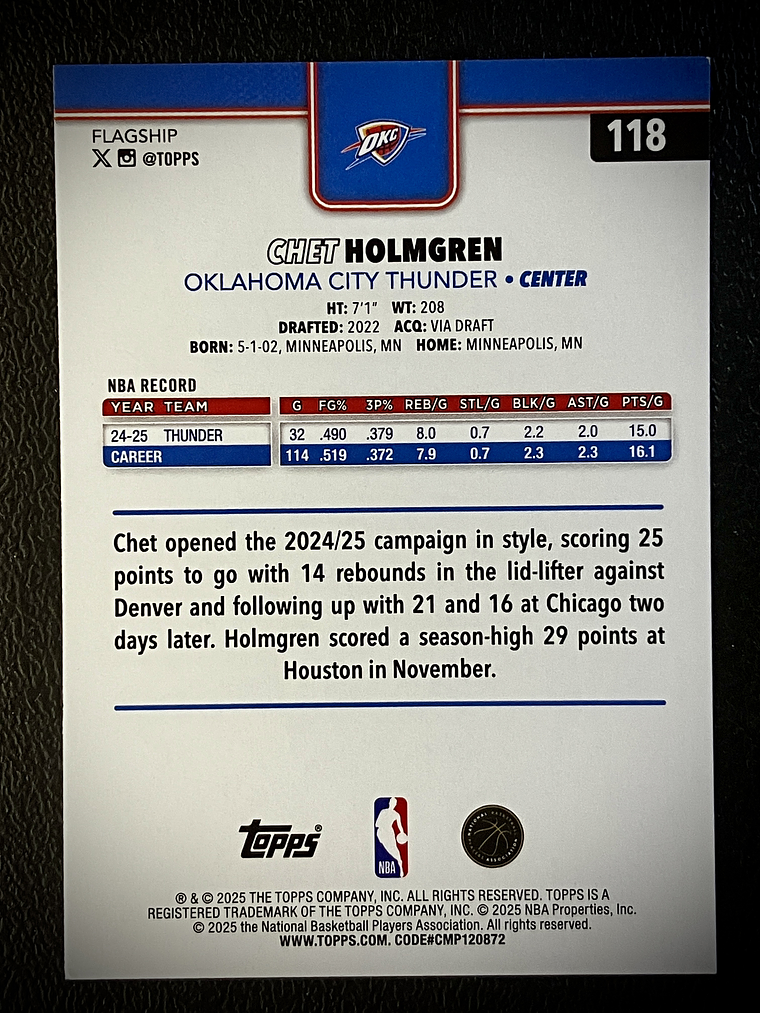 OKC
FLAGSHIP
@TOPPS
118
CHET HOLMGREN
OKLAHOMA CITY THUNDER • CENTER
HT: 7'1" WT: 208
DRAFTED: 2022 ACQ: VIA DRAFT
BORN: 5-1-02, MINNEAPOLIS, MN HOME: MINNEAPOLIS, MN
NBA RECORD
YEAR TEAM G FG% 3P% REB/G STL/G BLK/G AST/G PTS/G
24-25 THUNDER 32 .490 .379 8.0 0.7 2.2 2.0 15.0
CAREER 114 .519 .372 7.9 0.7 2.3 2.3 16.1
Chet opened the 2024/25 campaign in style, scoring 25
points to go with 14 rebounds in the lid-lifter against
Denver and following up with 21 and 16 at Chicago two
days later. Holmgren scored a season-high 29 points at
Houston in November.
Topps®
NBA
® & © 2025 THE TOPPS COMPANY, INC. ALL RIGHTS RESERVED. TOPPS IS A
REGISTERED TRADEMARK OF THE TOPPS COMPANY, INC. © 2025 NBA Properties, Inc.
© 2025 the National Basketball Players Association. All rights reserved.
WWW.TOPPS.COM. CODE#CMP120872